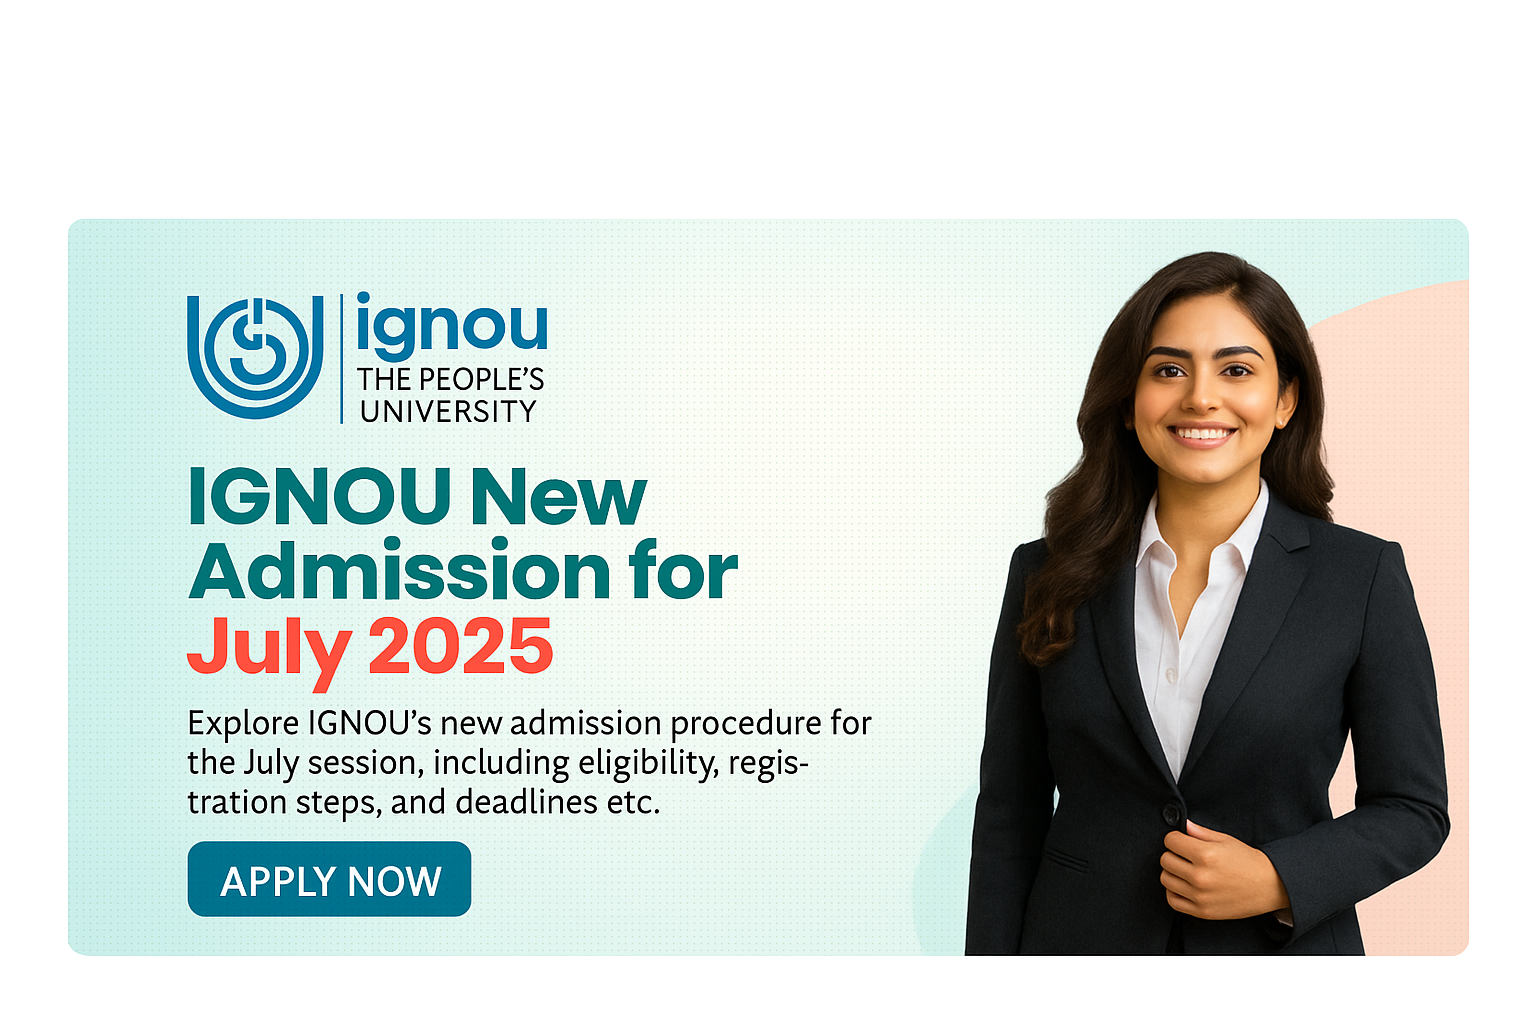 ignou
THE PEOPLE'S
UNIVERSITY
IGNOU New
Admission for
July 2025
Explore IGNOU's new admission procedure for
the July session, including eligibility, regis-
tration steps, and deadlines etc.
APPLY NOW